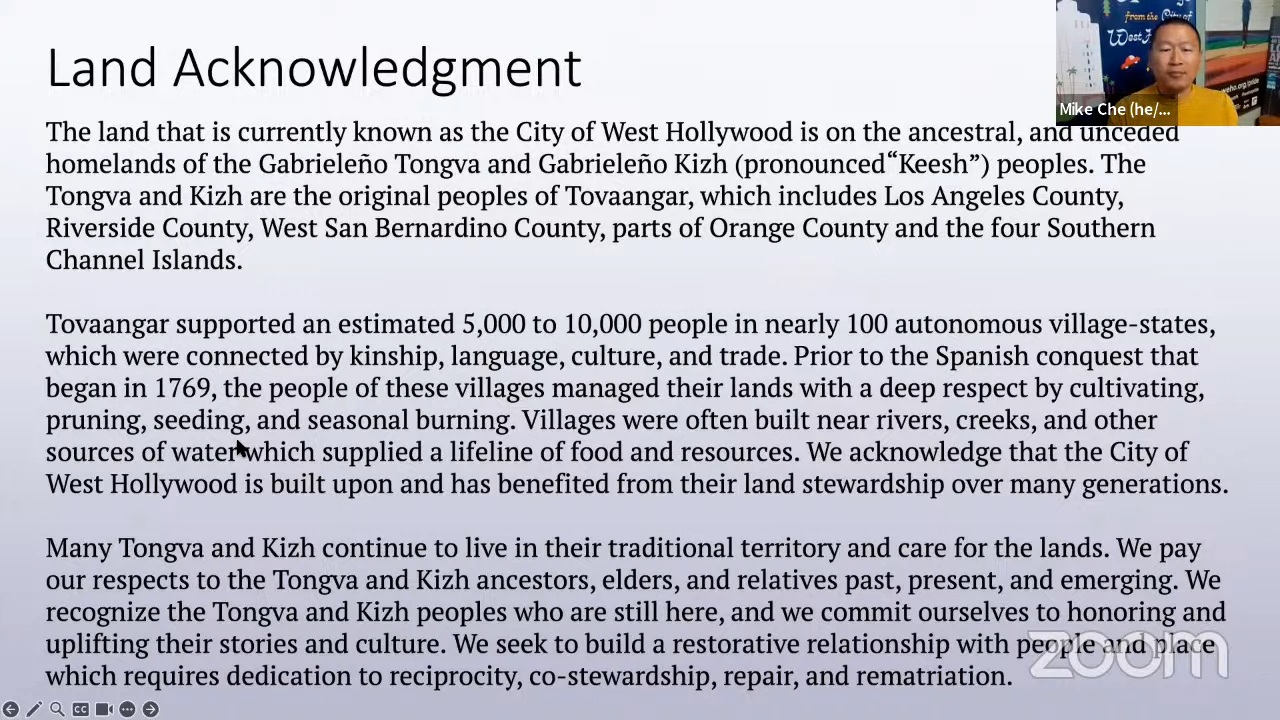 Land Acknowledgment
from the City of
West
weho.org/pride
Mike Che (he/...
The land that is currently known as the City of West Hollywood is on the ancestral, and unceded
homelands of the Gabrieleño Tongva and Gabrieleño Kizh (pronounced“Keesh”) peoples. The
Tongva and Kizh are the original peoples of Tovaangar, which includes Los Angeles County,
Riverside County, West San Bernardino County, parts of Orange County and the four Southern
Channel Islands.
Tovaangar supported an estimated 5,000 to 10,000 people in nearly 100 autonomous village-states,
which were connected by kinship, language, culture, and trade. Prior to the Spanish conquest that
began in 1769, the people of these villages managed their lands with a deep respect by cultivating,
pruning, seeding, and seasonal burning. Villages were often built near rivers, creeks, and other
sources of water which supplied a lifeline of food and resources. We acknowledge that the City of
West Hollywood is built upon and has benefited from their land stewardship over many generations.
Many Tongva and Kizh continue to live in their traditional territory and care for the lands. We pay
our respects to the Tongva and Kizh ancestors, elders, and relatives past, present, and emerging. We
recognize the Tongva and Kizh peoples who are still here, and we commit ourselves to honoring and
uplifting their stories and culture. We seek to build a restorative relationship with people and place
which requires dedication to reciprocity, co-stewardship, repair, and rematriation.
zoom
CC